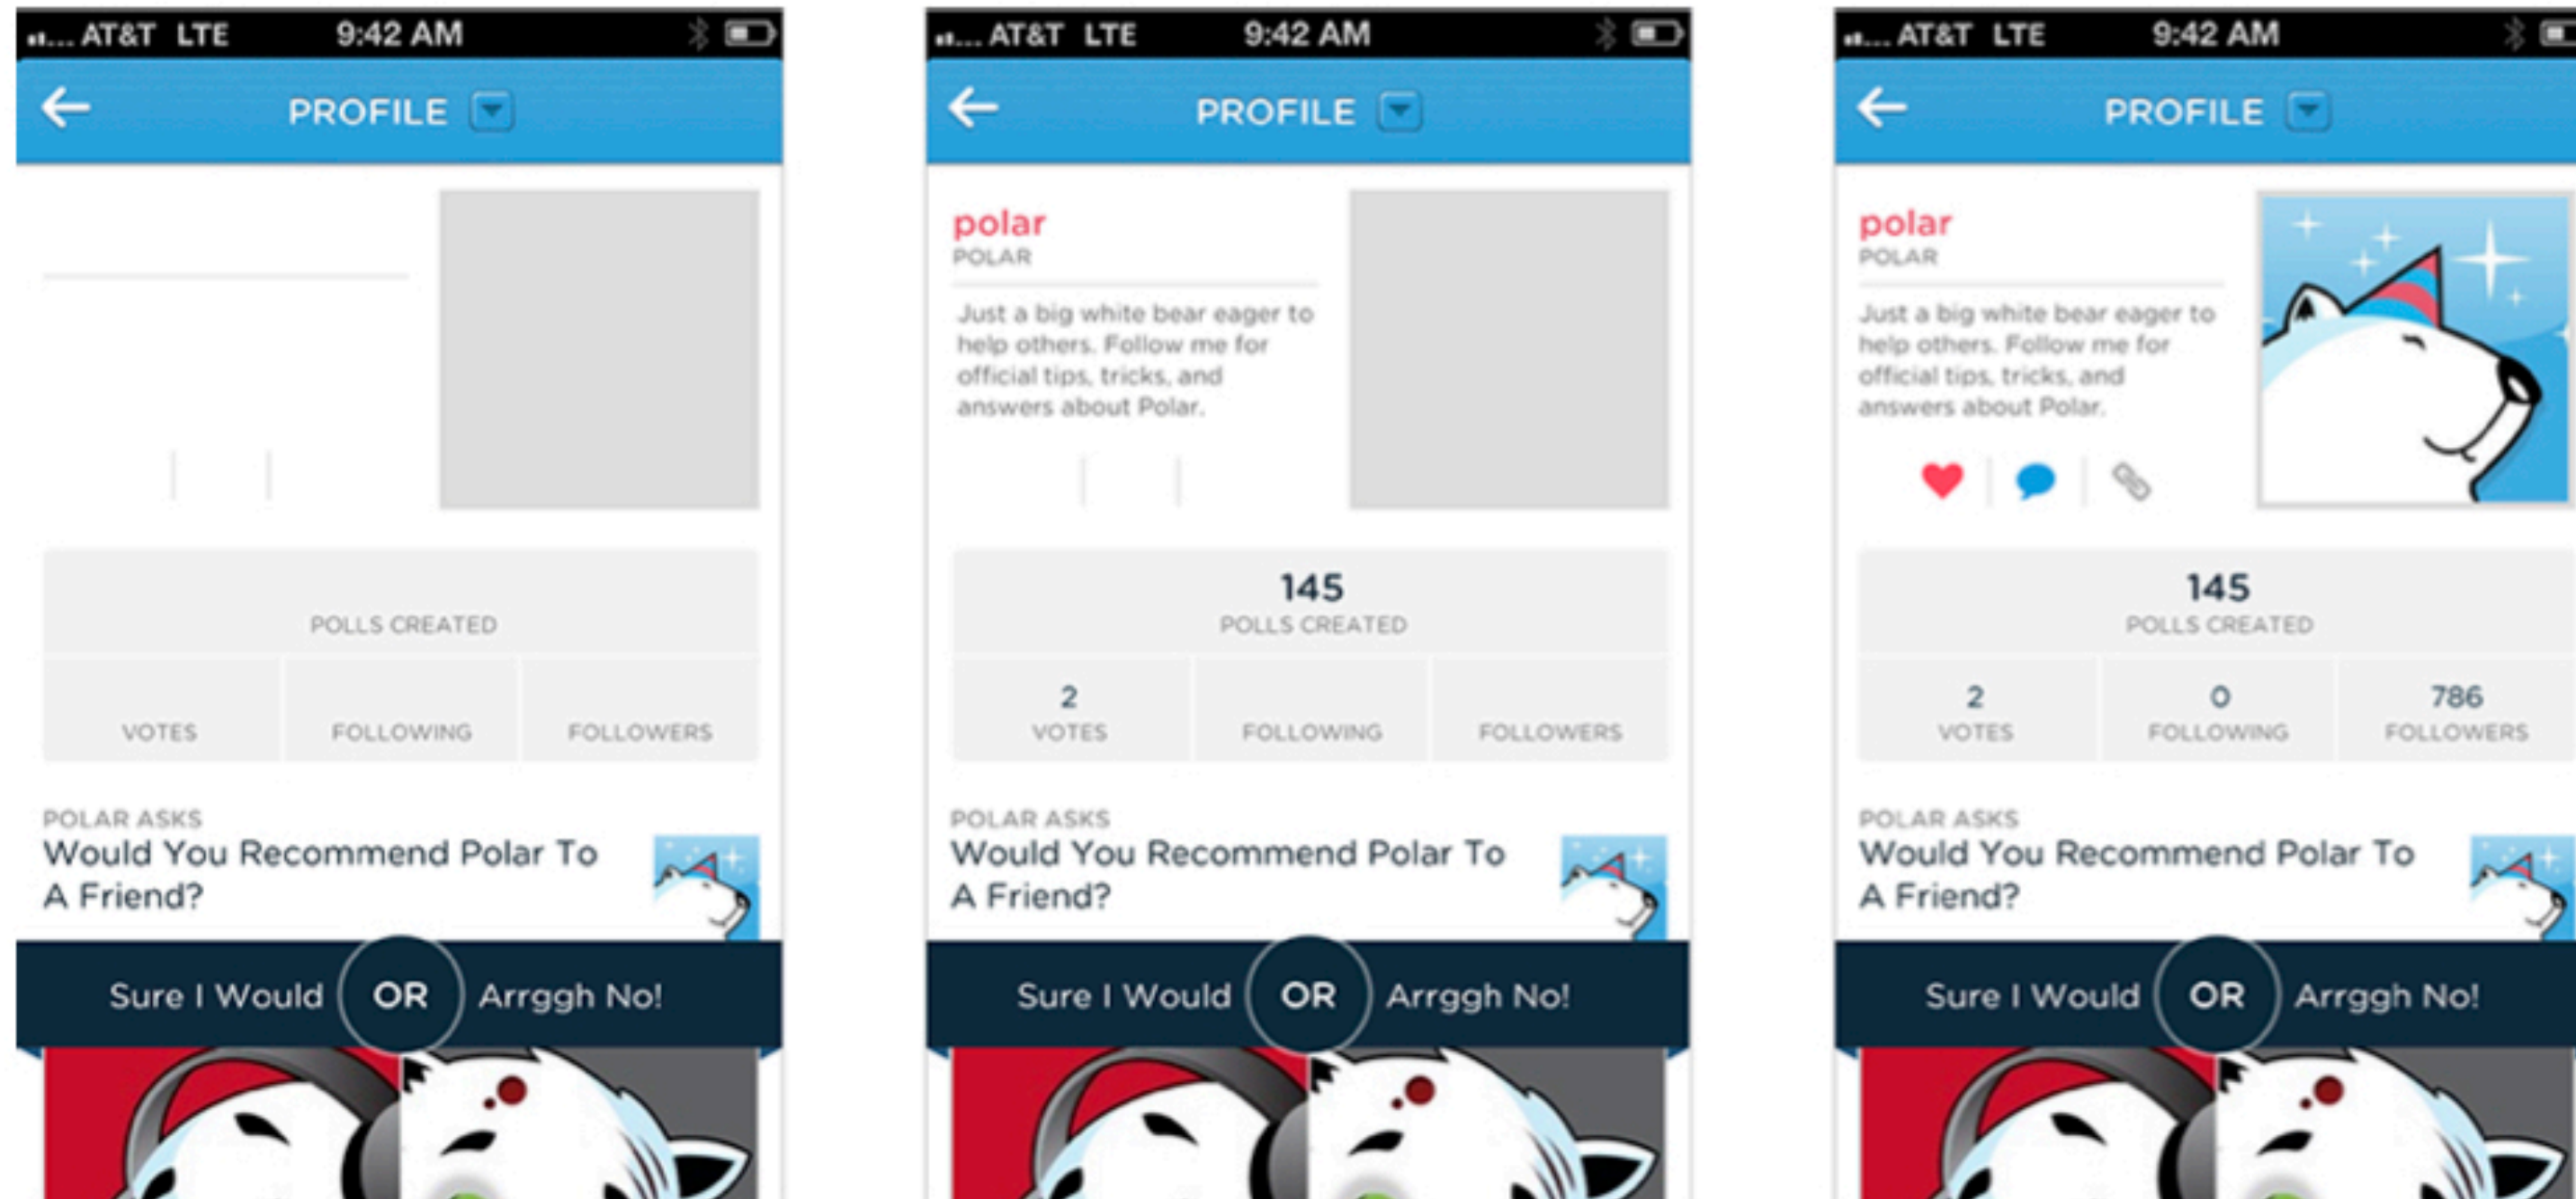 AT&T LTE 9:42 AM
PROFILE
POLLS CREATED
VOTES FOLLOWING FOLLOWERS
POLAR ASKS
Would You Recommend Polar To
A Friend?
Sure I Would OR Arrggh No!
AT&T LTE 9:42 AM
PROFILE
polar
POLAR
Just a big white bear eager to
help others. Follow me for
official tips, tricks, and
answers about Polar.
145
POLLS CREATED
2
VOTES FOLLOWING FOLLOWERS
POLAR ASKS
Would You Recommend Polar To
A Friend?
Sure I Would OR Arrggh No!
AT&T LTE 9:42 AM
PROFILE
polar
POLAR
Just a big white bear eager to
help others. Follow me for
official tips, tricks, and
answers about Polar.
145
POLLS CREATED
2 0 786
VOTES FOLLOWING FOLLOWERS
POLAR ASKS
Would You Recommend Polar To
A Friend?
Sure I Would OR Arrggh No!